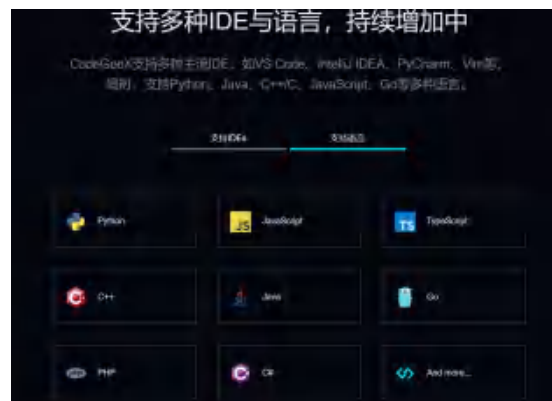 支持多种IDE与语言，持续增加中
CodeGeeX支持多种主流IDE，如VS Code、IntelliJ IDEA、PyCharm、Vim等，
同时，支持Python、Java、C++/C、JavaScript、Go等多种语言。
支持IDEs 支持语言
Python JS JavaScript TS TypeScript
C++ Java Go
php PHP C# And more...